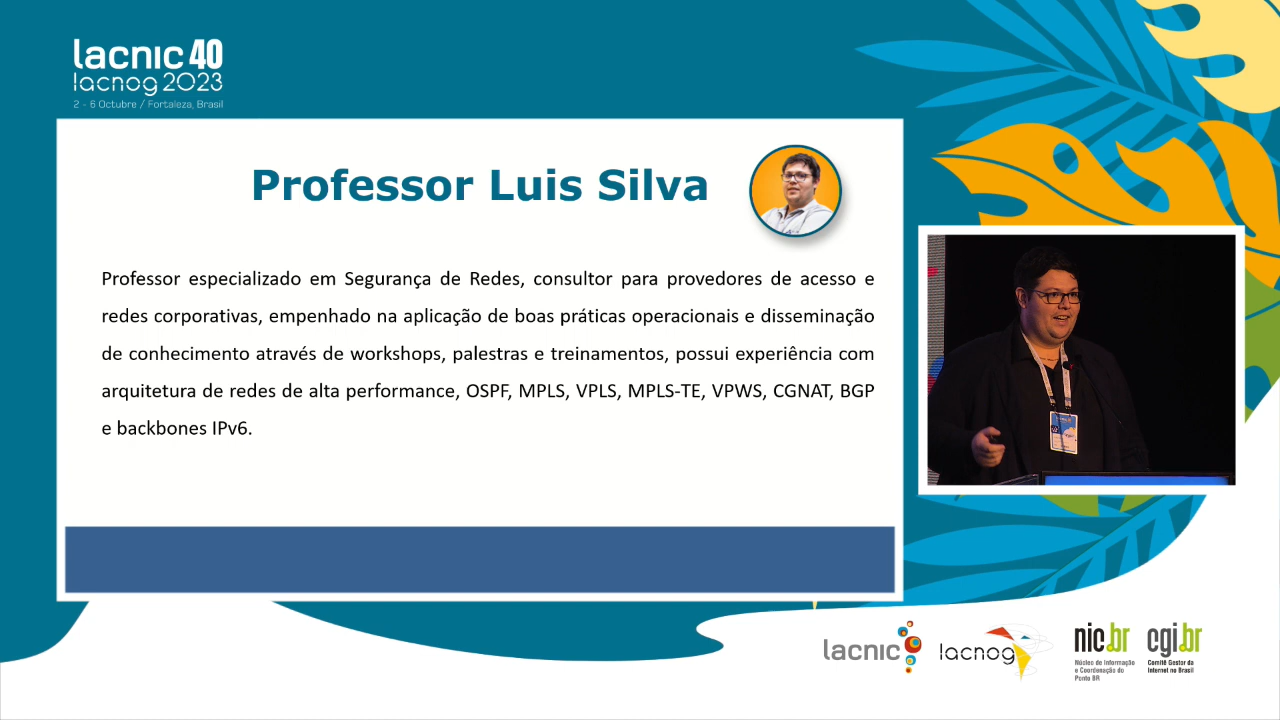 lacnic 40
lacnog 2023
2 - 6 Octubre / Fortaleza, Brasil
Professor Luis Silva
Professor especializado em Segurança de Redes, consultor para provedores de acesso e
redes corporativas, empenhado na aplicação de boas práticas operacionais e disseminação
de conhecimento através de workshops, palestras e treinamentos, possui experiência com
arquitetura de redes de alta performance, OSPF, MPLS, VPLS, MPLS-TE, VPWS, CGNAT, BGP
e backbones IPv6.
lacnic
lacnog
nic.br
Núcleo de Informação
e Coordenação do
Ponto BR
cgi.br
Comitê Gestor da
Internet no Brasil